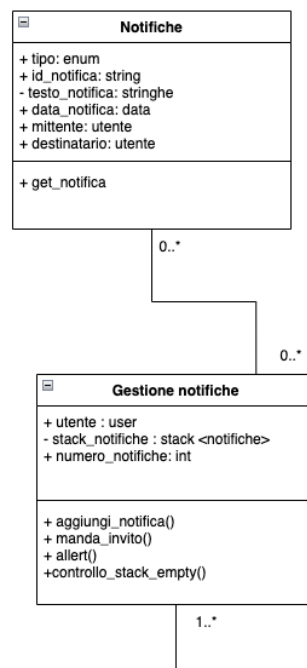 Notifiche
+ tipo: enum
+ id_notifica: string
- testo_notifica: stringhe
+ data_notifica: data
+ mittente: utente
+ destinatario: utente
+ get_notifica
0..*
0..*
Gestione notifiche
+ utente : user
- stack_notifiche : stack <notifiche>
+ numero_notifiche: int
+ aggiungi_notifica()
+ manda_invito()
+ allert()
+controllo_stack_empty()
1..*